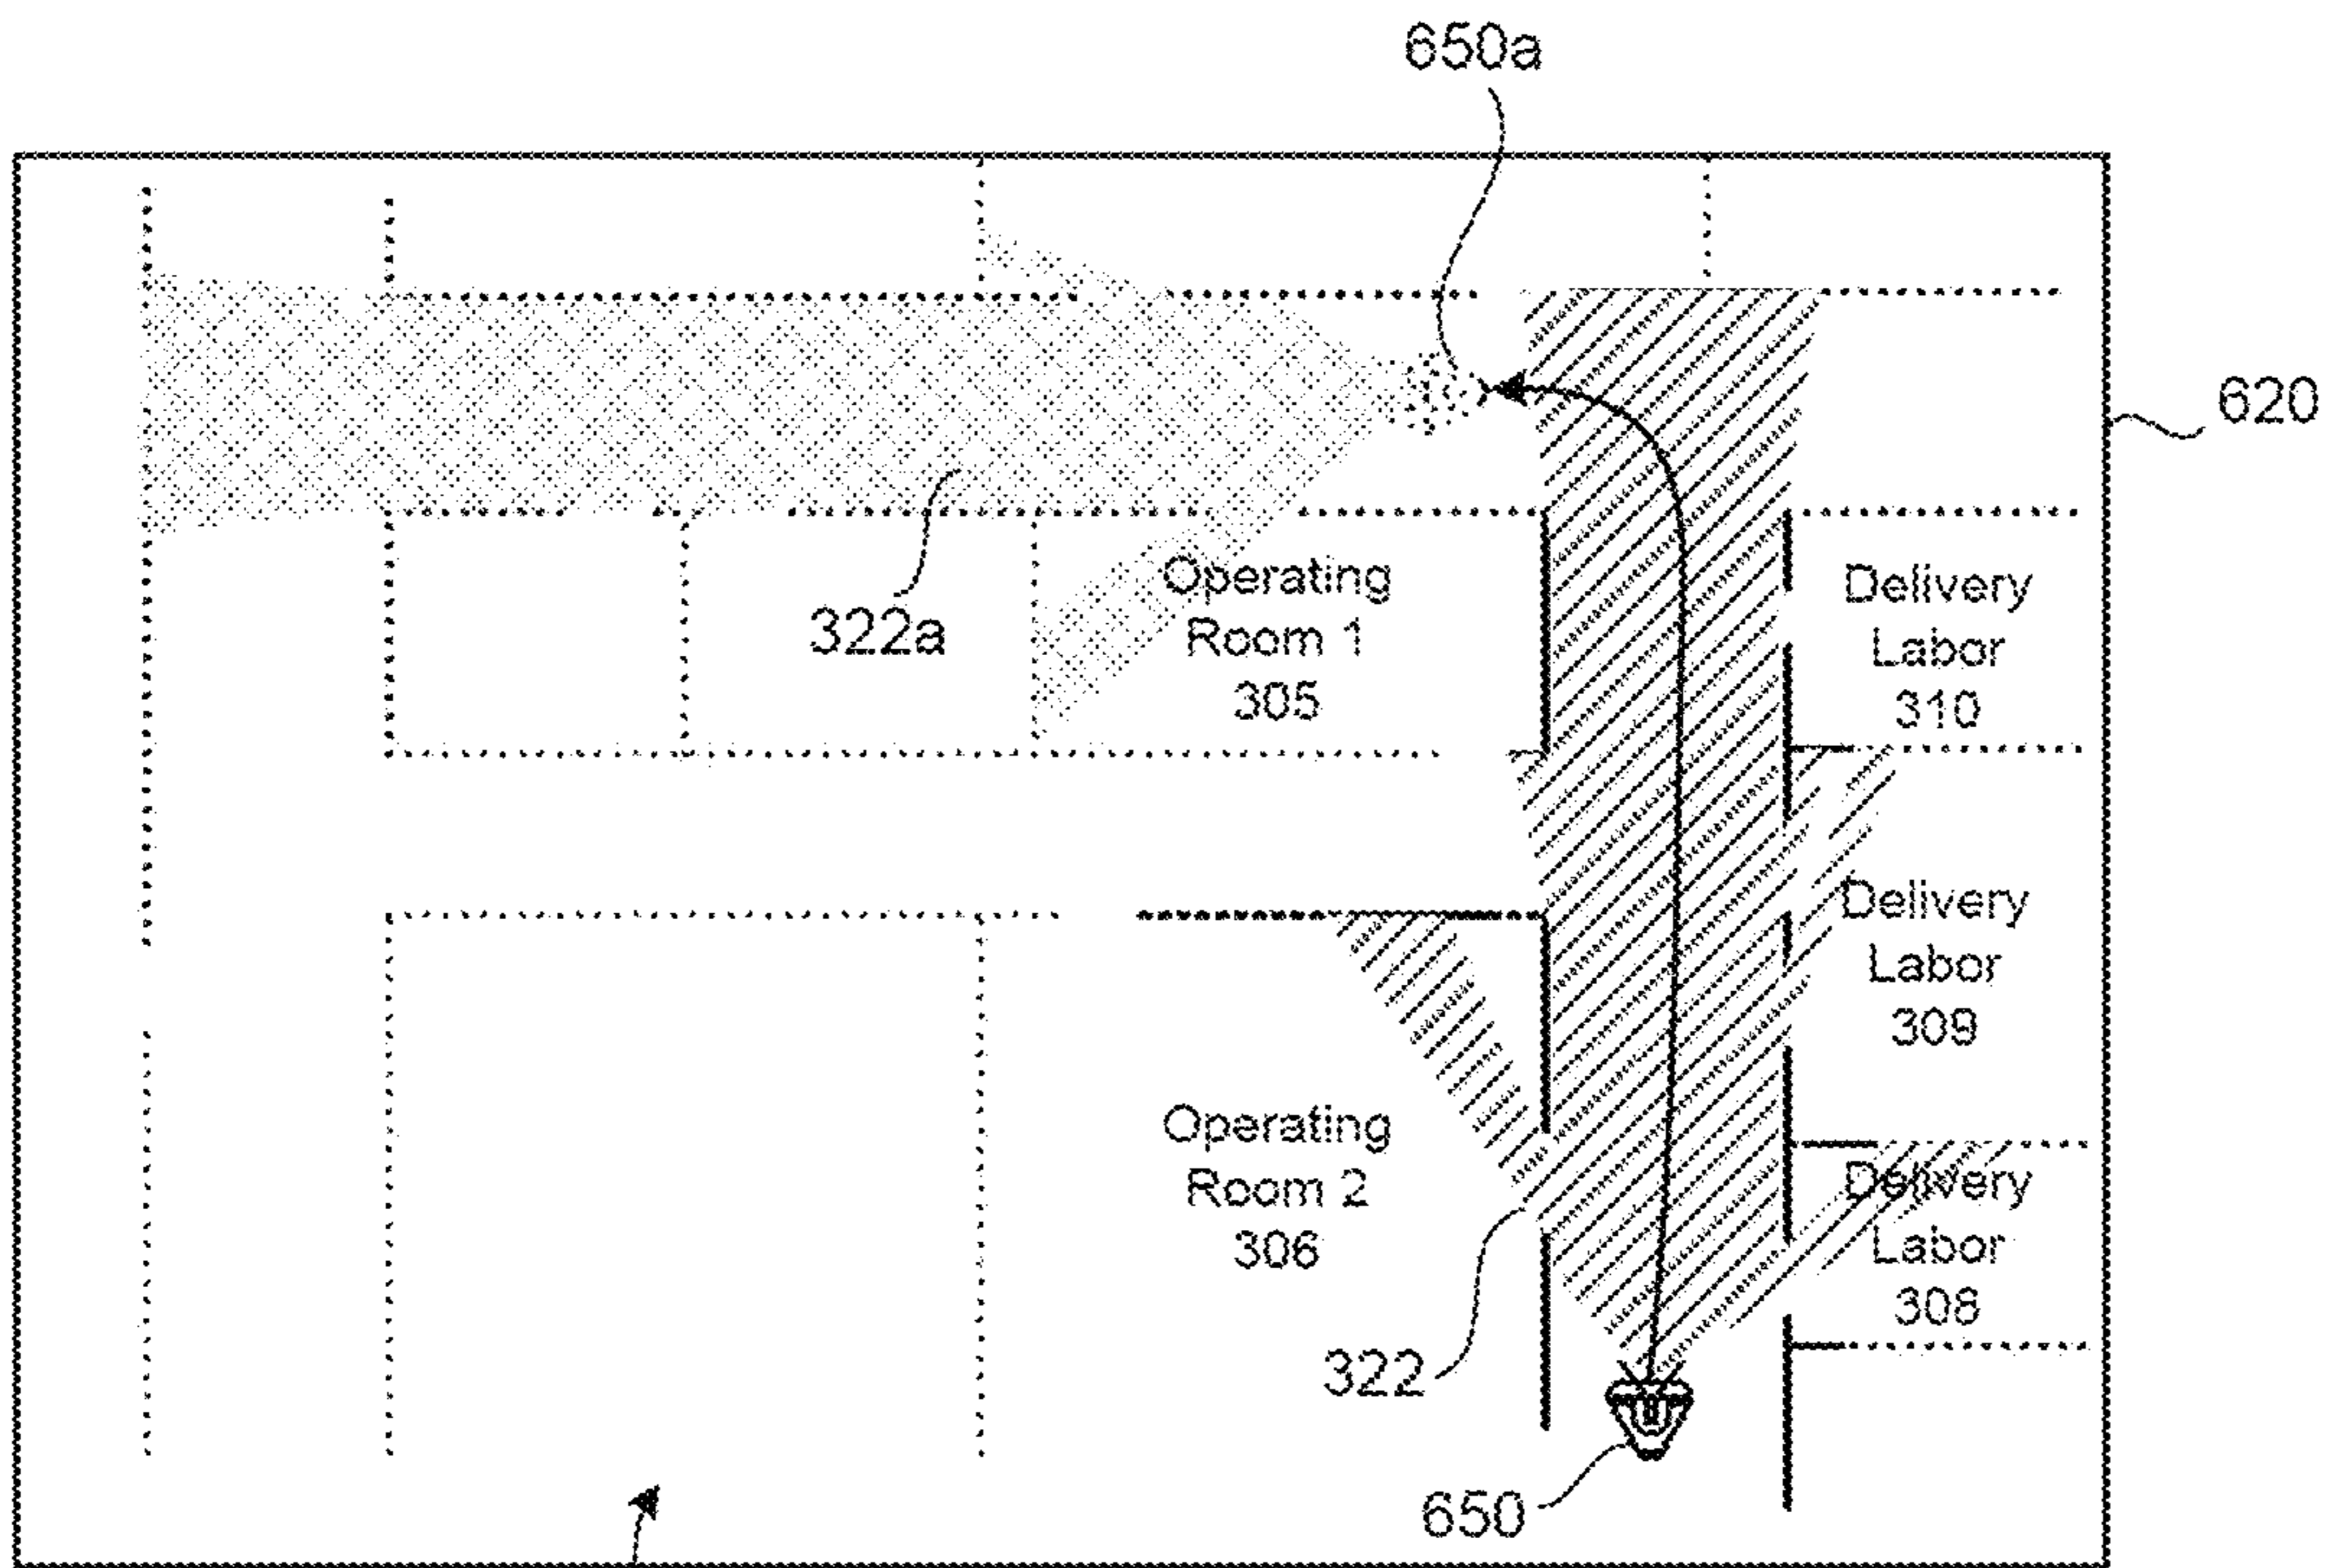 650a
620
Operating
Room 1
305
Delivery
Labor
310
322a
Delivery
Labor
309
Operating
Room 2
306
Delivery
Labor
308
322
650